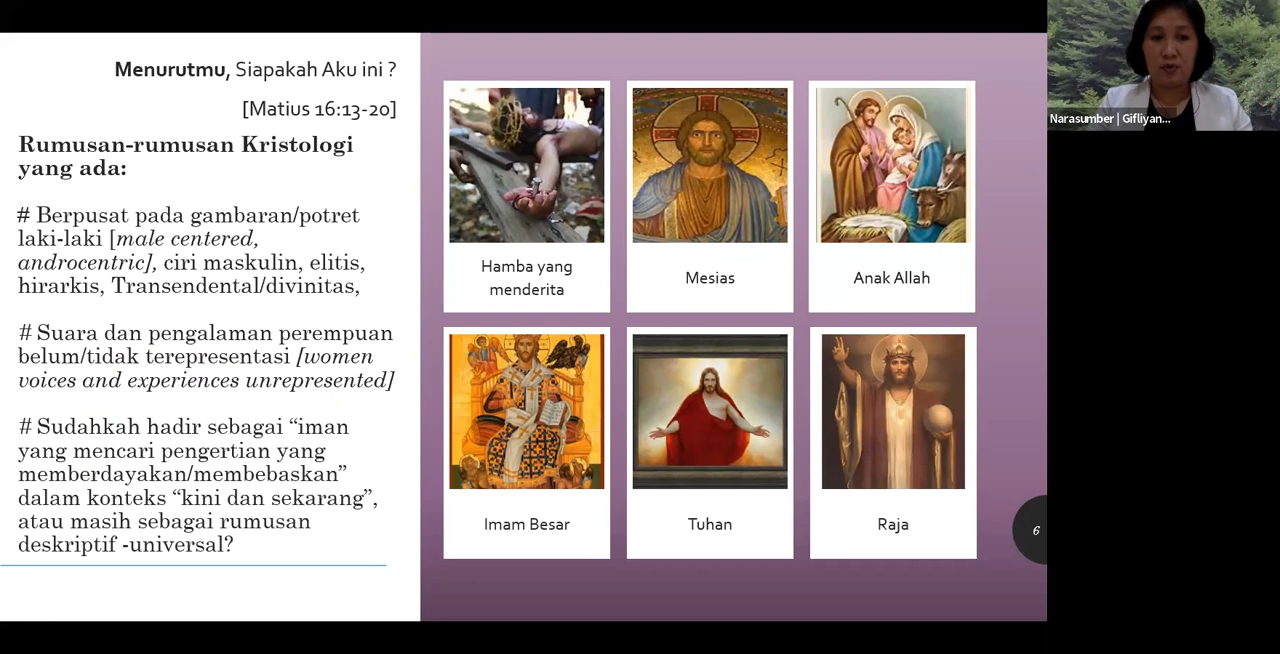 Menurutmu, Siapakah Aku ini ?
[Matius 16:13-20]
Rumusan-rumusan Kristologi
yang ada:
# Berpusat pada gambaran/potret
laki-laki [male centered,
androcentric], ciri maskulin, elitis,
hirarkis, Transendental/divinitas,
# Suara dan pengalaman perempuan
belum/tidak terepresentasi [women
voices and experiences unrepresented]
# Sudahkah hadir sebagai “iman
yang mencari pengertian yang
memberdayakan/membebaskan”
dalam konteks “kini dan sekarang”,
atau masih sebagai rumusan
deskriptif -universal?
Hamba yang
menderita
Mesias
Anak Allah
Imam Besar
Tuhan
Raja
6
Narasumber | Gifliyan...